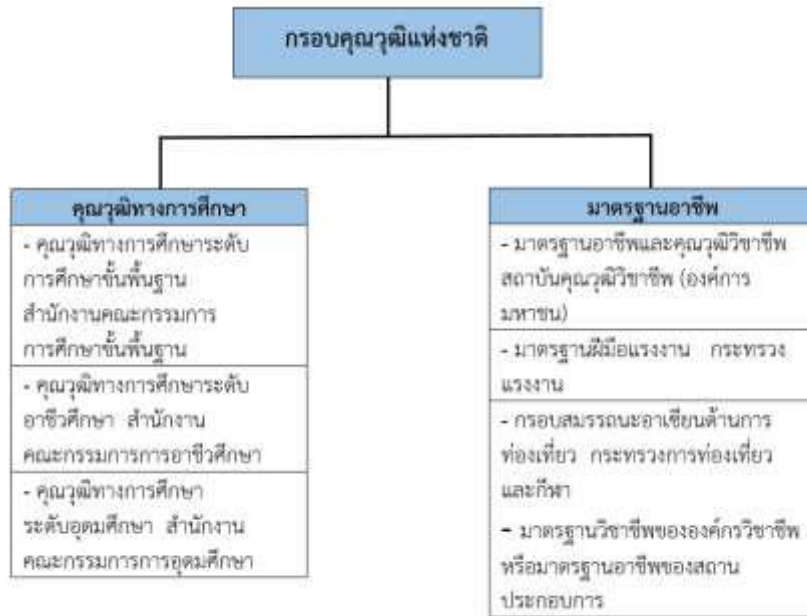 กรอบคุณวุฒิแห่งชาติ
คุณวุฒิทางการศึกษา
- คุณวุฒิทางการศึกษาระดับ
การศึกษาขั้นพื้นฐาน
สำนักงานคณะกรรมการ
การศึกษาขั้นพื้นฐาน
- คุณวุฒิทางการศึกษาระดับ
อาชีวศึกษา สำนักงาน
คณะกรรมการการอาชีวศึกษา
- คุณวุฒิทางการศึกษา
ระดับอุดมศึกษา สำนักงาน
คณะกรรมการการอุดมศึกษา
มาตรฐานอาชีพ
- มาตรฐานอาชีพและคุณวุฒิวิชาชีพ
สถาบันคุณวุฒิวิชาชีพ (องค์การ
มหาชน)
- มาตรฐานฝีมือแรงงาน กระทรวง
แรงงาน
- กรอบสมรรถนะอาเซียนด้านการ
ท่องเที่ยว กระทรวงการท่องเที่ยว
และกีฬา
- มาตรฐานวิชาชีพขององค์กรวิชาชีพ
หรือมาตรฐานอาชีพของสถาน
ประกอบการ